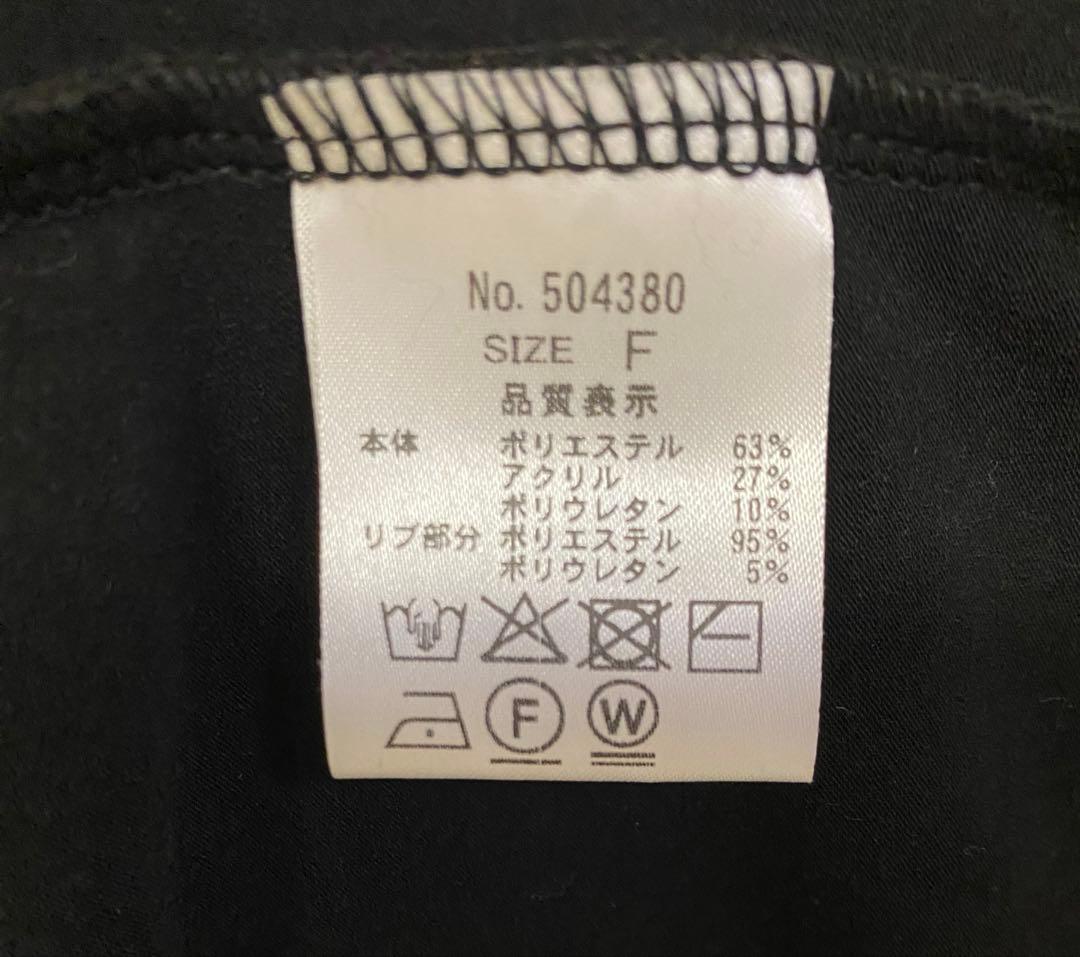 No. 504380
SIZE F
品質表示
本体 ポリエステル 63%
アクリル 27%
ポリウレタン 10%
リブ部分 ポリエステル 95%
ポリウレタン 5%
F W